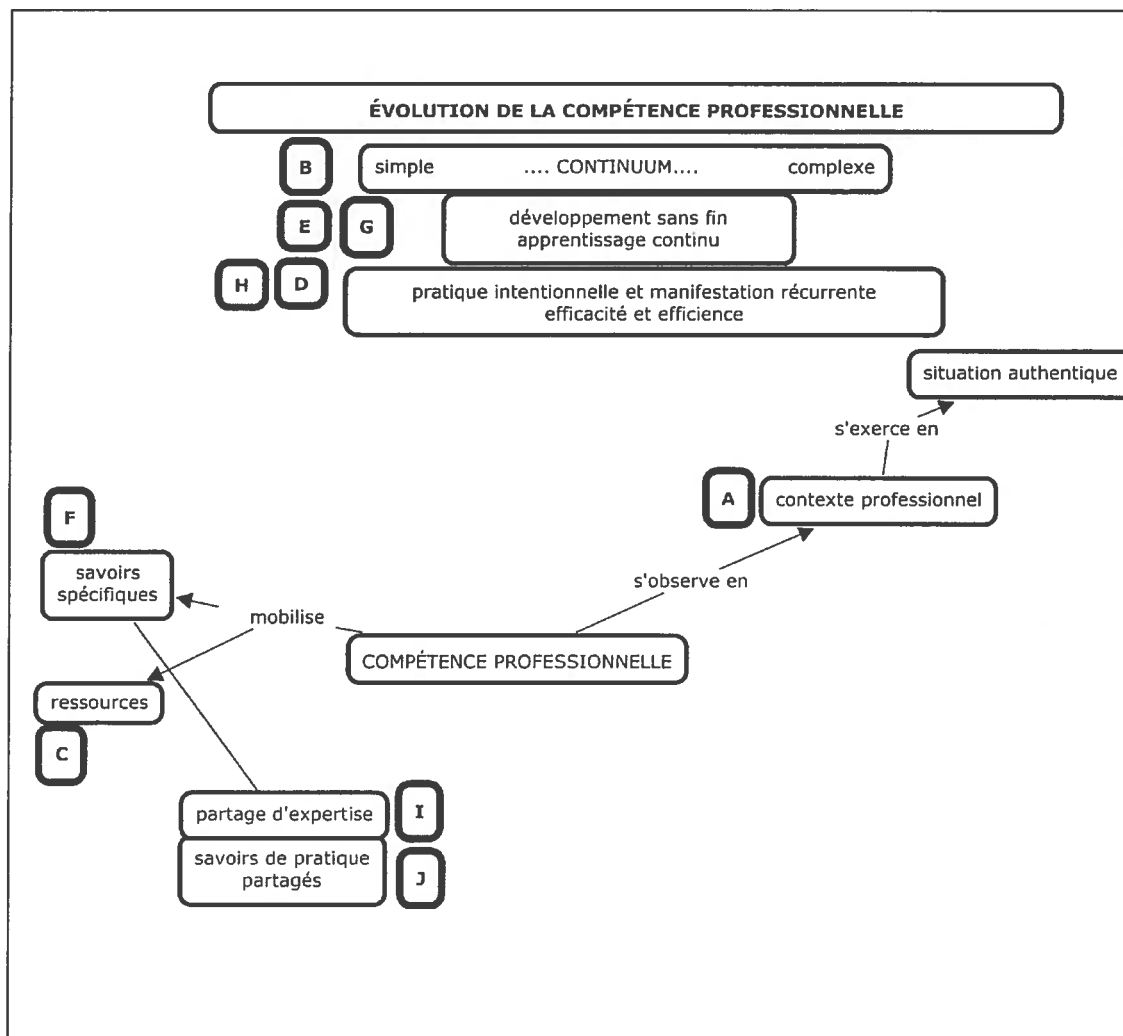 ÉVOLUTION DE LA COMPÉTENCE PROFESSIONNELLE
B
simple .... CONTINUUM.... complexe
E
G
développement sans fin
apprentissage continu
H
D
pratique intentionnelle et manifestation récurrente
efficacité et efficience
situation authentique
s'exerce en
A
contexte professionnel
F
savoirs
spécifiques
s'observe en
mobilise
COMPÉTENCE PROFESSIONNELLE
ressources
C
partage d'expertise
I
savoirs de pratique
partagés
J